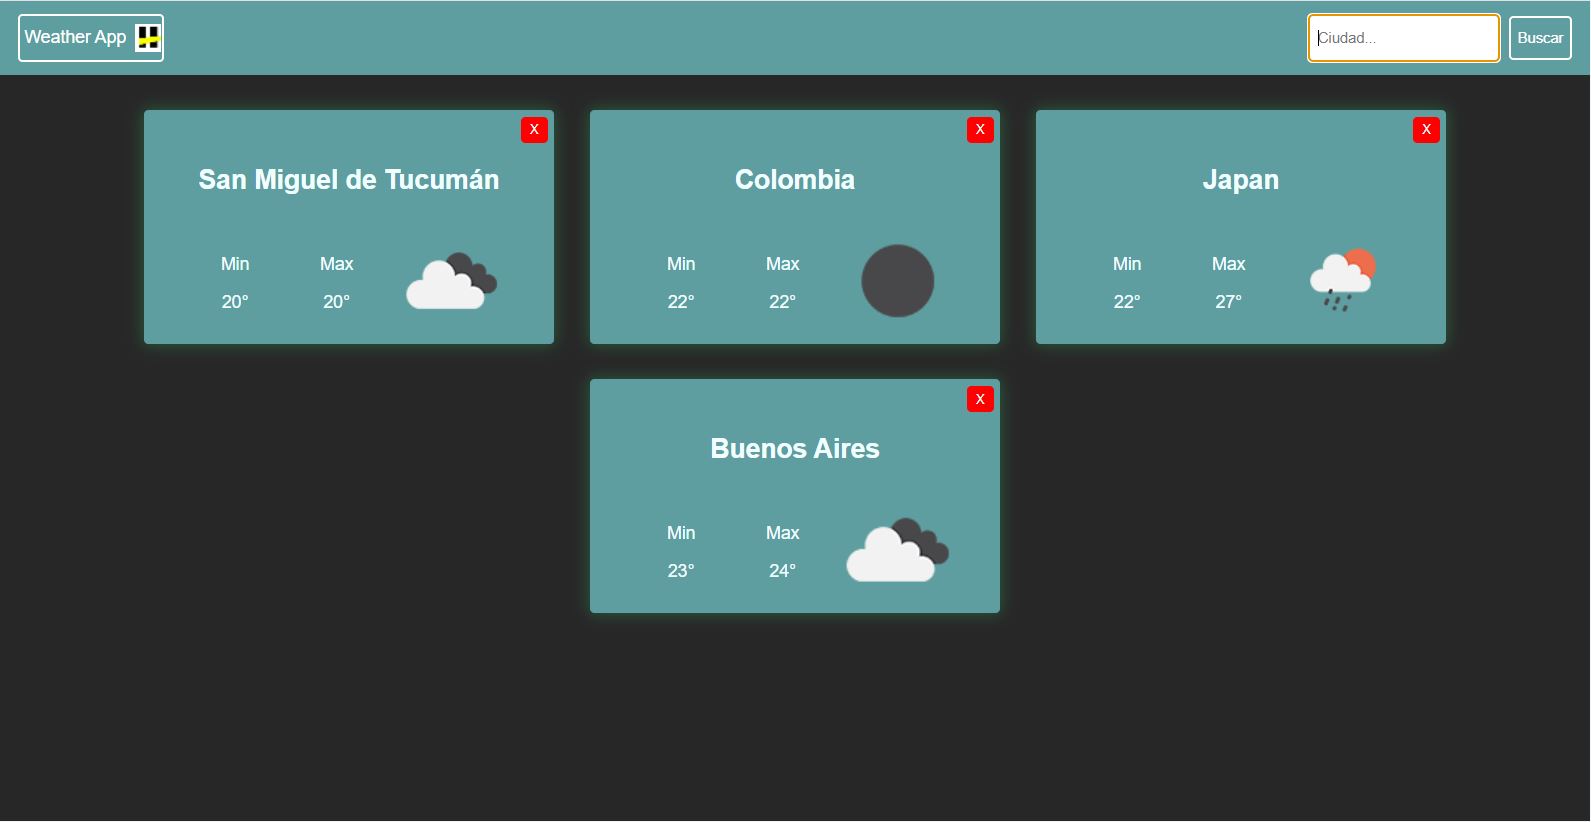 Weather App
Ciudad...
Buscar
X
San Miguel de Tucumán
Min Max
20° 20°
X
Colombia
Min Max
22° 22°
X
Japan
Min Max
22° 27°
X
Buenos Aires
Min Max
23° 24°